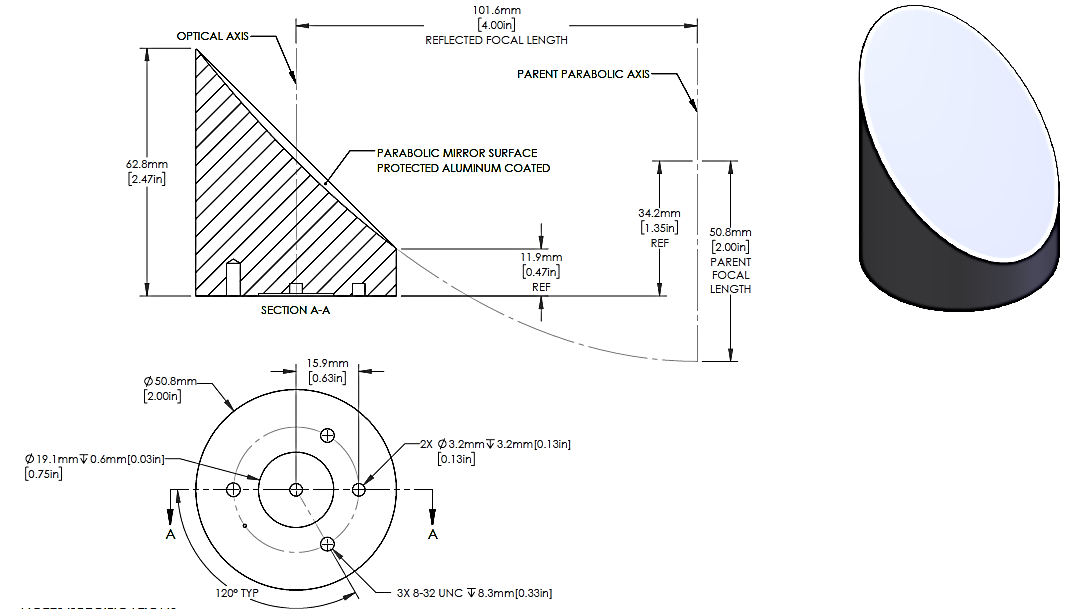 101.6mm
[4.00in]
REFLECTED FOCAL LENGTH
OPTICAL AXIS
PARENT PARABOLIC AXIS
PARABOLIC MIRROR SURFACE
PROTECTED ALUMINUM COATED
62.8mm
[2.47in]
34.2mm
[1.35in]
REF
50.8mm
[2.00in]
PARENT
FOCAL
LENGTH
11.9mm
[0.47in]
REF
SECTION A-A
15.9mm
[0.63in]
Ø50.8mm
[2.00in]
2X Ø3.2mm↧3.2mm[0.13in]
[0.13in]
Ø19.1mm↧0.6mm[0.03in]
[0.75in]
A
A
120° TYP
3X 8-32 UNC ↧8.3mm[0.33in]